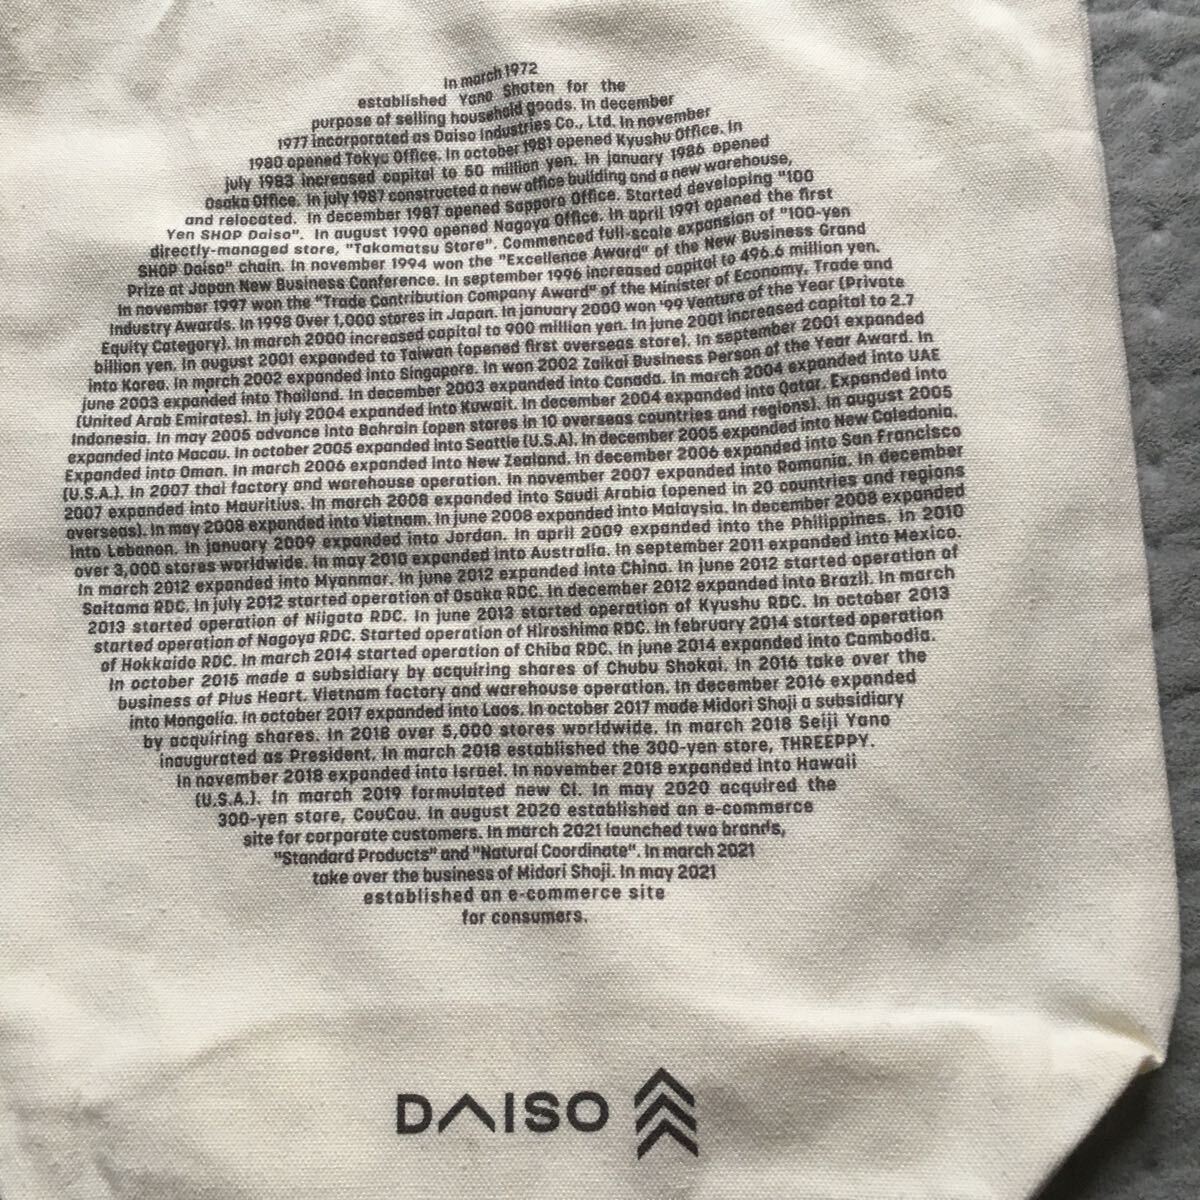 In march 1972
established Yano Shoten for the
purpose of selling household goods. In december
1977 incorporated as Daiso Industries Co., Ltd. In november
1980 opened Tokyo Office. In october 1981 opened Kyushu Office. In
july 1983 increased capital to 50 million yen. In january 1986 opened
Osaka Office. In july 1987 constructed a new office building and a new warehouse,
and relocated. In december 1987 opened Sapporo Office. Started developing "100
Yen SHOP Daiso". In august 1990 opened Nagoya Office. In april 1991 opened the first
directly-managed store, "Takamatsu Store". Commenced full-scale expansion of "100-yen
SHOP Daiso" chain. In november 1994 won the "Excellence Award" of the New Business Grand
Prize at Japan New Business Conference. In september 1996 increased capital to 496.6 million yen.
In november 1997 won the "Trade Contribution Company Award" of the Minister of Economy, Trade and
Industry Awards. In 1998 Over 1,000 stores in Japan. In january 2000 won '99 Venture of the Year (Private
Equity Category). In march 2000 increased capital to 900 million yen. In june 2001 increased capital to 2.7
billion yen. In august 2001 expanded to Taiwan (opened first overseas store). In september 2001 expanded
into Korea. In march 2002 expanded into Singapore. In won 2002 Zaikai Business Person of the Year Award. In
june 2003 expanded into Thailand. In december 2003 expanded into Canada. In march 2004 expanded into UAE
(United Arab Emirates). In july 2004 expanded into Kuwait. In december 2004 expanded into Qatar. Expanded into
Indonesia. In may 2005 advance into Bahrain (open stores in 10 overseas countries and regions). In august 2005
expanded into Macau. In october 2005 expanded into Seattle (U.S.A). In december 2005 expanded into New Caledonia.
Expanded into Oman. In march 2006 expanded into New Zealand. In december 2006 expanded into San Francisco
(U.S.A.). In 2007 thai factory and warehouse operation. In november 2007 expanded into Romania. In december
2007 expanded into Mauritius. In march 2008 expanded into Saudi Arabia (opened in 20 countries and regions
overseas). In may 2008 expanded into Vietnam. In june 2008 expanded into Malaysia. In december 2008 expanded
into Lebanon. In january 2009 expanded into Jordan. In april 2009 expanded into the Philippines. In 2010
over 3,000 stores worldwide. In may 2010 expanded into Australia. In september 2011 expanded into Mexico.
In march 2012 expanded into Myanmar. In june 2012 expanded into China. In june 2012 started operation of
Saitama RDC. In july 2012 started operation of Osaka RDC. In december 2012 expanded into Brazil. In march
2013 started operation of Niigata RDC. In june 2013 started operation of Kyushu RDC. In october 2013
started operation of Nagoya RDC. Started operation of Hiroshima RDC. In february 2014 started operation
of Hokkaido RDC. In march 2014 started operation of Chiba RDC. In june 2014 expanded into Cambodia.
In october 2015 made a subsidiary by acquiring shares of Chubu Shokai. In 2016 take over the
business of Plus Heart. Vietnam factory and warehouse operation. In december 2016 expanded
into Mongolia. In october 2017 expanded into Laos. In october 2017 made Midori Shoji a subsidiary
by acquiring shares. In 2018 over 5,000 stores worldwide. In march 2018 Seiji Yano
inaugurated as President. In march 2018 established the 300-yen store, THREEPPY.
In november 2018 expanded into Israel. In november 2018 expanded into Hawaii
(U.S.A.). In march 2019 formulated new CI. In may 2020 acquired the
300-yen store, CouCou. In august 2020 established an e-commerce
site for corporate customers. In march 2021 launched two brands,
"Standard Products" and "Natural Coordinate". In march 2021
take over the business of Midori Shoji. In may 2021
established an e-commerce site
for consumers.
DAISO